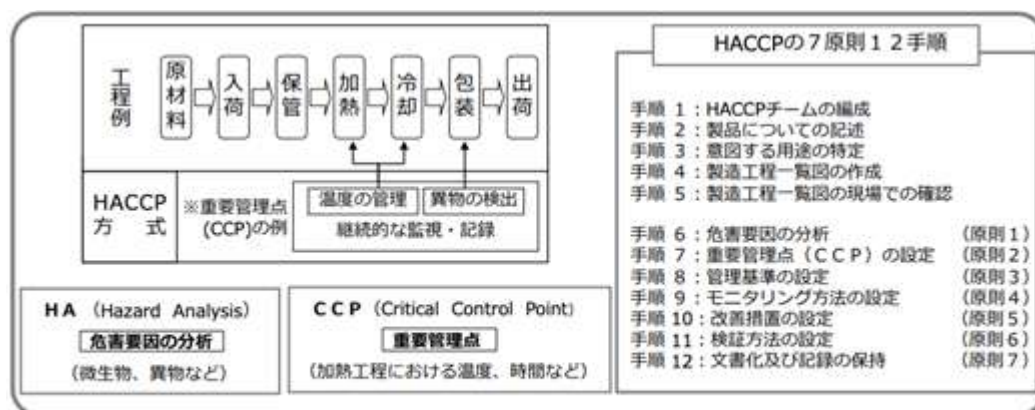 工程例
原材料
入荷
保管
加熱
冷却
包装
出荷
HACCP
方 式
※重要管理点
(CCP)の例
温度の管理
異物の検出
継続的な監視・記録
HA (Hazard Analysis)
危害要因の分析
(微生物、異物など)
CCP (Critical Control Point)
重要管理点
(加熱工程における温度、時間など)
HACCPの7原則12手順
手順 1:HACCPチームの編成
手順 2:製品についての記述
手順 3:意図する用途の特定
手順 4:製造工程一覧図の作成
手順 5:製造工程一覧図の現場での確認
手順 6:危害要因の分析 (原則1)
手順 7:重要管理点(CCP)の設定 (原則2)
手順 8:管理基準の設定 (原則3)
手順 9:モニタリング方法の設定 (原則4)
手順 10:改善措置の設定 (原則5)
手順 11:検証方法の設定 (原則6)
手順 12:文書化及び記録の保持 (原則7)